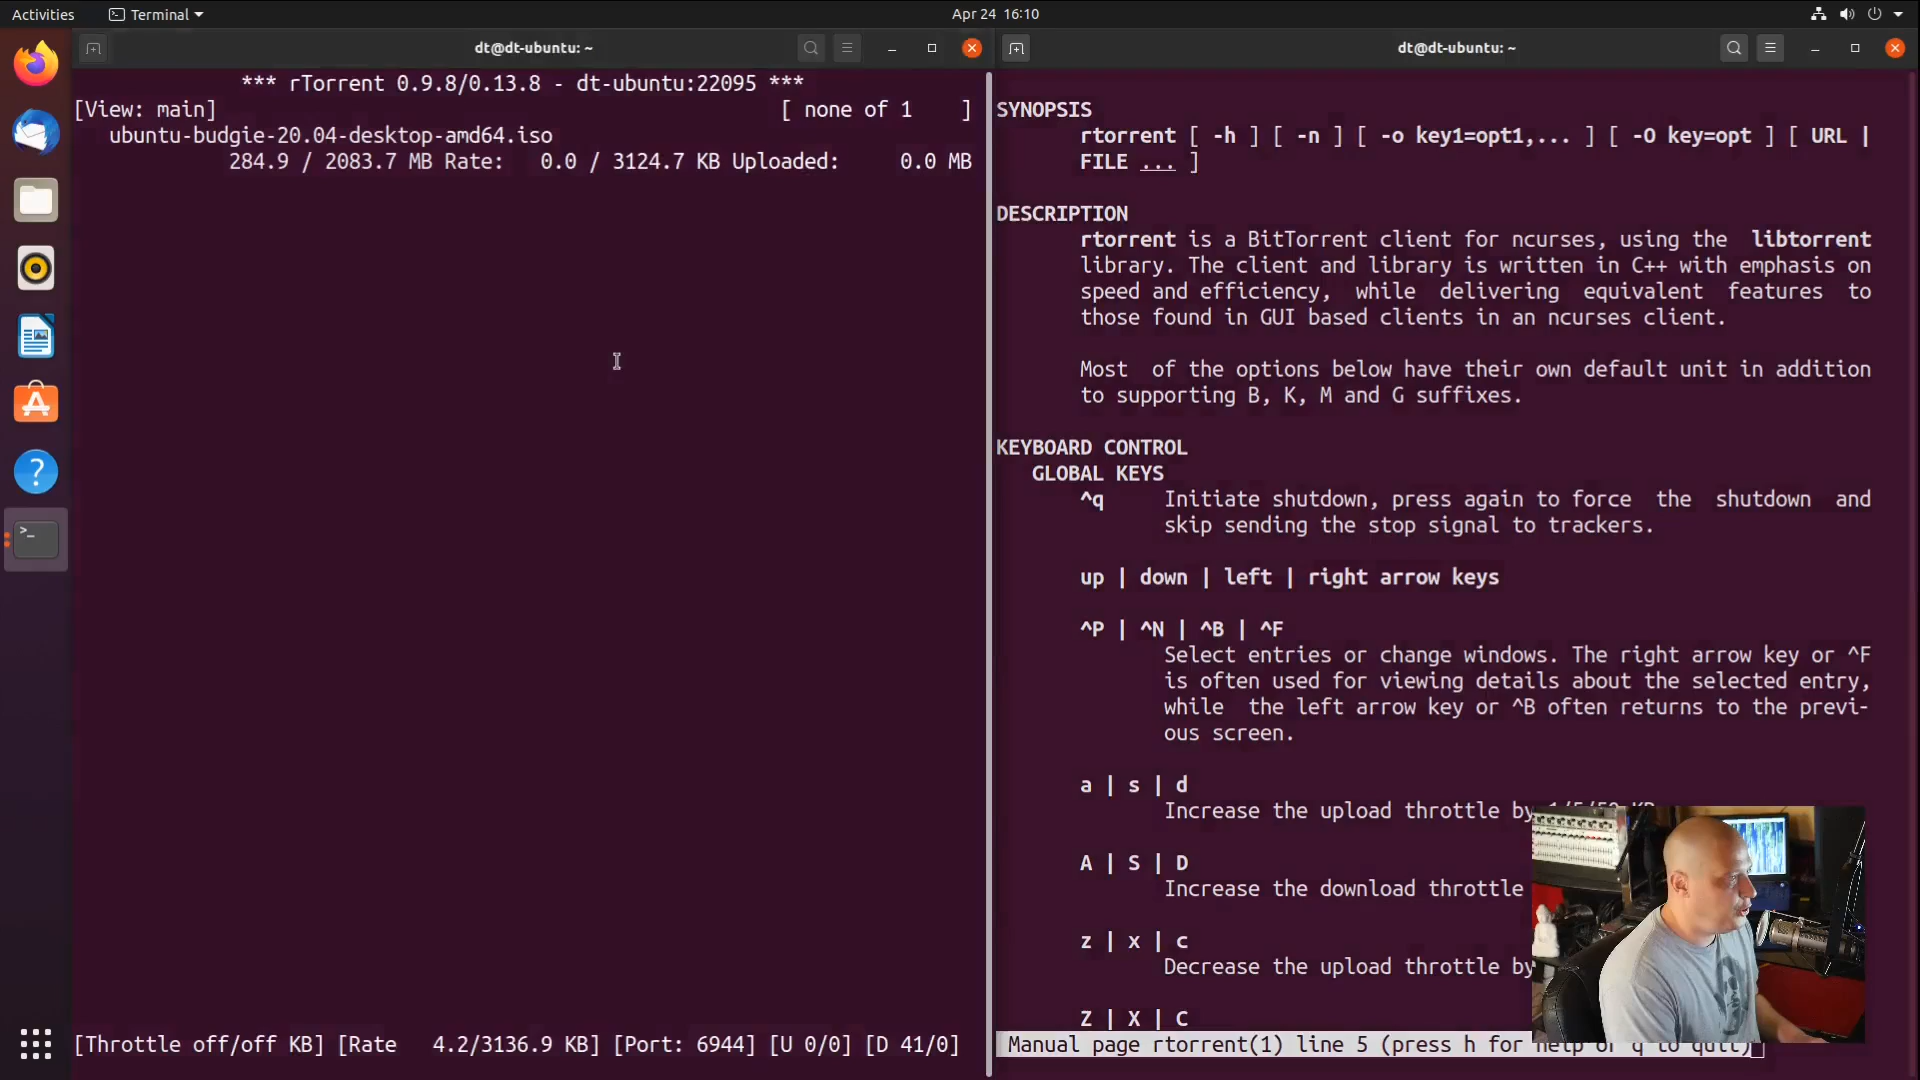 Activities
Terminal
Apr 24 16:10
dt@dt-ubuntu: ~
*** rTorrent 0.9.8/0.13.8 - dt-ubuntu:22095 ***
[View: main] [ none of 1 ]
ubuntu-budgie-20.04-desktop-amd64.iso
284.9 / 2083.7 MB Rate: 0.0 / 3124.7 KB Uploaded: 0.0 MB
[Throttle off/off KB] [Rate 4.2/3136.9 KB] [Port: 6944] [U 0/0] [D 41/0]
dt@dt-ubuntu: ~
SYNOPSIS
rtorrent [ -h ] [ -n ] [ -o key1=opt1,... ] [ -O key=opt ] [ URL |
FILE ... ]
DESCRIPTION
rtorrent is a BitTorrent client for ncurses, using the libtorrent
library. The client and library is written in C++ with emphasis on
speed and efficiency, while delivering equivalent features to
those found in GUI based clients in an ncurses client.
Most of the options below have their own default unit in addition
to supporting B, K, M and G suffixes.
KEYBOARD CONTROL
GLOBAL KEYS
^q Initiate shutdown, press again to force the shutdown and
skip sending the stop signal to trackers.
up | down | left | right arrow keys
^P | ^N | ^B | ^F
Select entries or change windows. The right arrow key or ^F
is often used for viewing details about the selected entry,
while the left arrow key or ^B often returns to the previ-
ous screen.
a | s | d
Increase the upload throttle by 1/5/50 KB
A | S | D
Increase the download throttle
z | x | c
Decrease the upload throttle by
Z | X | C
Manual page rtorrent(1) line 5 (press h for help or q to quit)